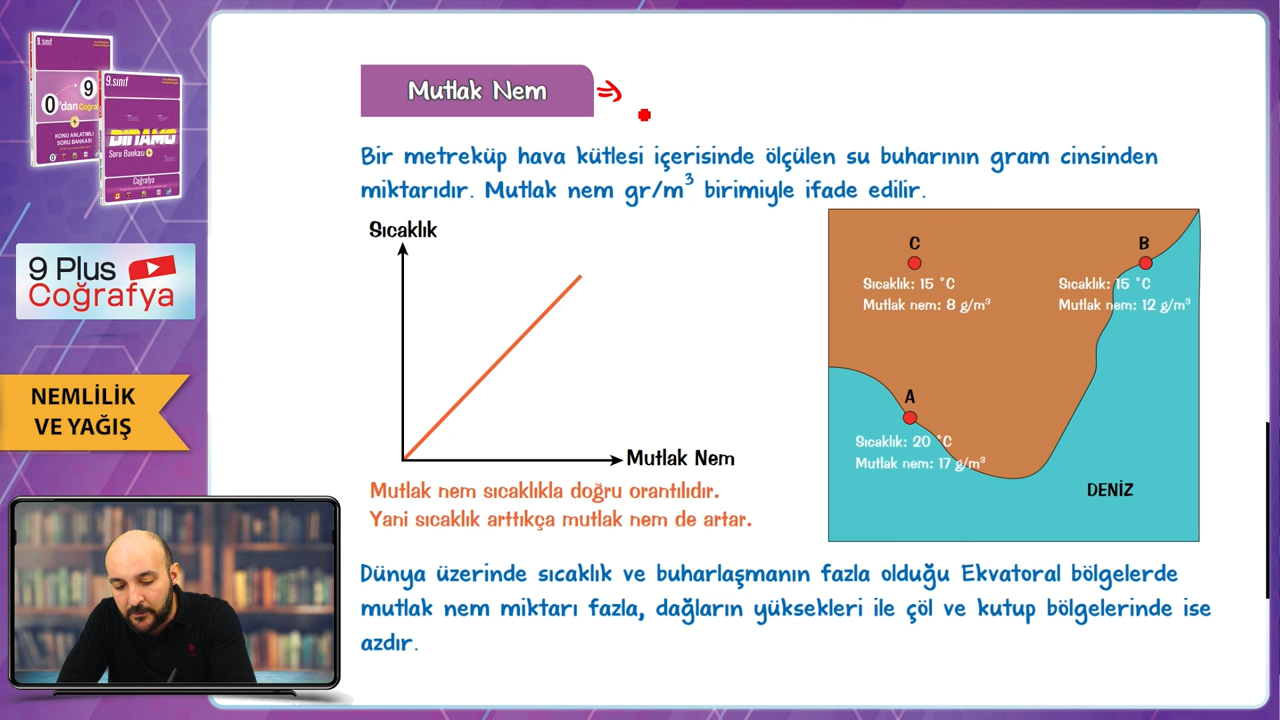 9.sınıf
0'dan 9
Coğrafya
KONU ANLATIMLI
SORU BANKASI
9.sınıf
DINAMO
Soru Bankası
Coğrafya
9 Plus
Coğrafya
NEMLİLİK
VE YAĞIŞ
Mutlak Nem
Bir metreküp hava kütlesi içerisinde ölçülen su buharının gram cinsinden
miktarıdır. Mutlak nem gr/m³ birimiyle ifade edilir.
Sıcaklık
Mutlak Nem
Mutlak nem sıcaklıkla doğru orantılıdır.
Yani sıcaklık arttıkça mutlak nem de artar.
C
Sıcaklık: 15 °C
Mutlak nem: 8 g/m³
B
Sıcaklık: 15 °C
Mutlak nem: 12 g/m³
A
Sıcaklık: 20 °C
Mutlak nem: 17 g/m³
DENİZ
Dünya üzerinde sıcaklık ve buharlaşmanın fazla olduğu Ekvatoral bölgelerde
mutlak nem miktarı fazla, dağların yüksekleri ile çöl ve kutup bölgelerinde ise
azdır.